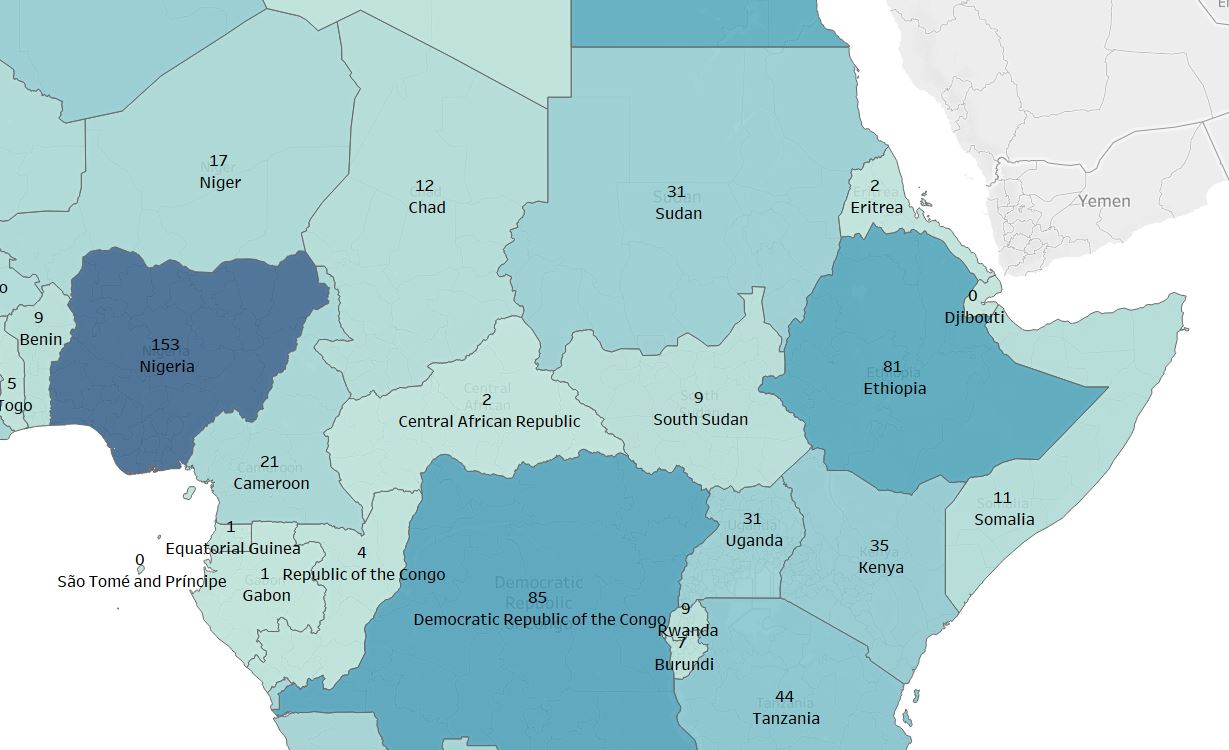 17
Niger
12
Chad
31
Sudan
2
Eritrea
Yemen
0
Djibouti
9
Benin
153
Nigeria
5
Togo
81
Ethiopia
2
Central African Republic
9
South Sudan
21
Cameroon
11
Somalia
1
Equatorial Guinea
31
Uganda
35
Kenya
0
São Tomé and Príncipe
1
Gabon
4
Republic of the Congo
85
Democratic Republic of the Congo
9
Rwanda
7
Burundi
44
Tanzania